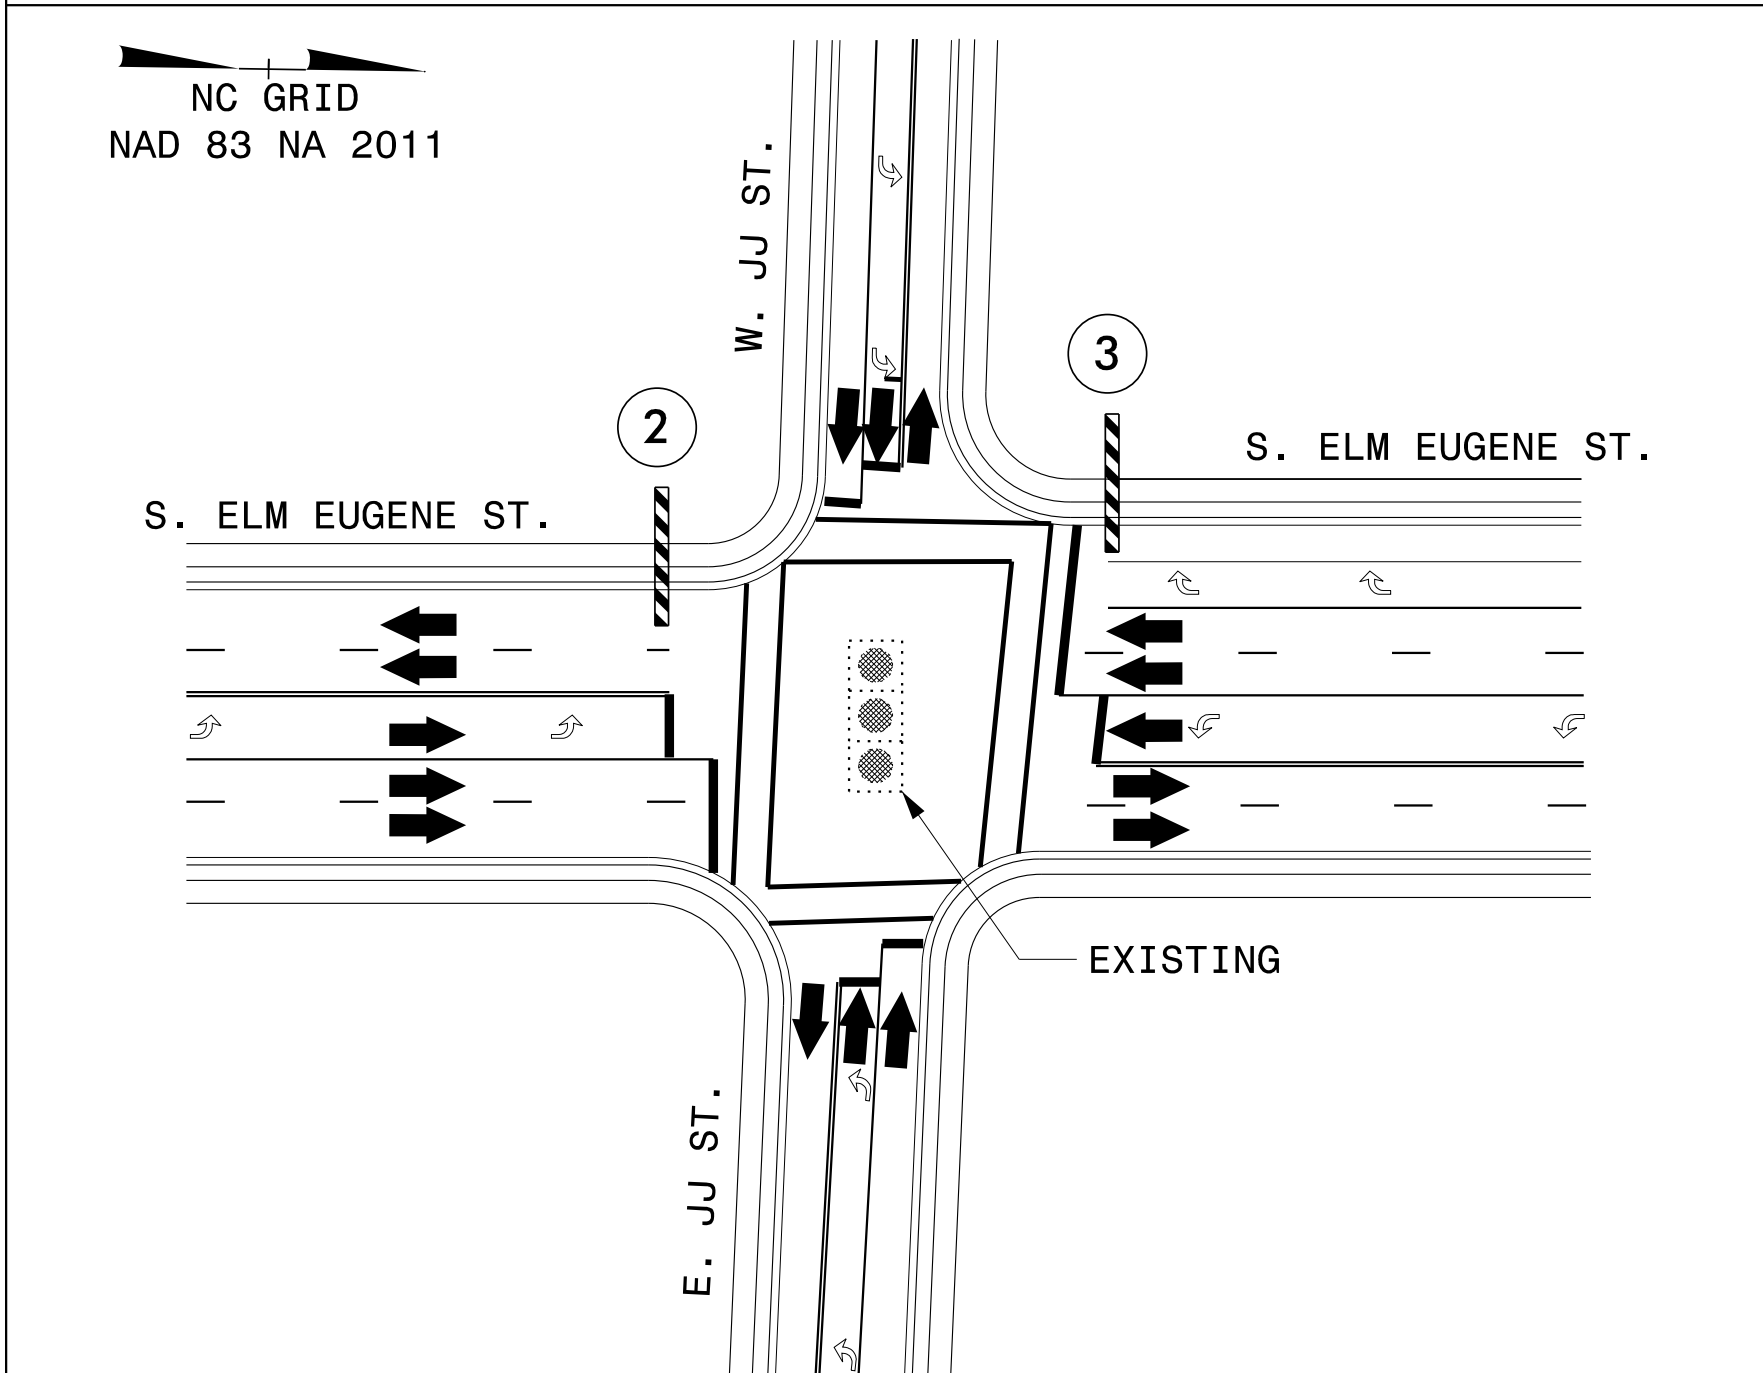 NC GRID
NAD 83 NA 2011
W. JJ ST.
3
2
S. ELM EUGENE ST.
S. ELM EUGENE ST.
EXISTING
E. JJ ST.